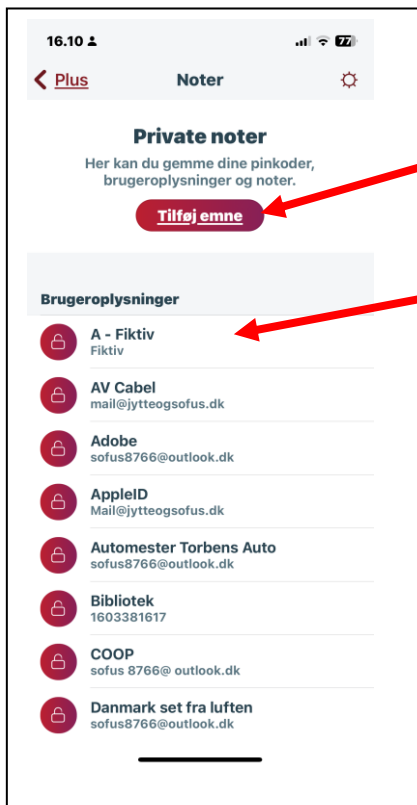 16.10
77
Plus
Noter
Private noter
Her kan du gemme dine pinkoder,
brugeroplysninger og noter.
Tilføj emne
Brugeroplysninger
A - Fiktiv
Fiktiv
AV Cabel
mail@jytteogsofus.dk
Adobe
sofus8766@outlook.dk
AppleID
Mail@jytteogsofus.dk
Automester Torbens Auto
sofus8766@outlook.dk
Bibliotek
1603381617
COOP
sofus 8766@ outlook.dk
Danmark set fra luften
sofus8766@outlook.dk